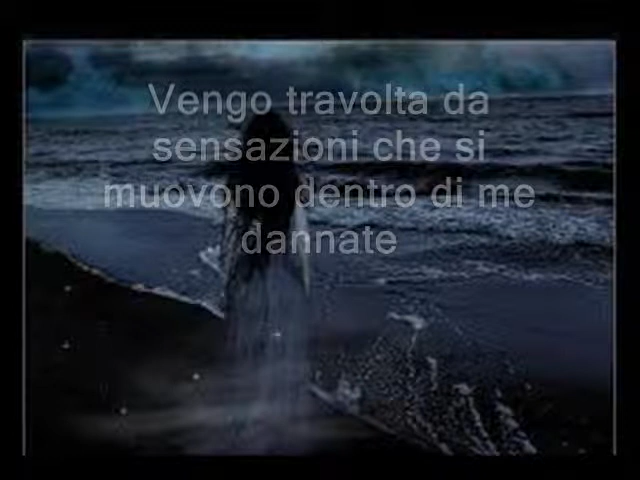 Vengo travolta da
sensazioni che si
muovono dentro di me
dannate